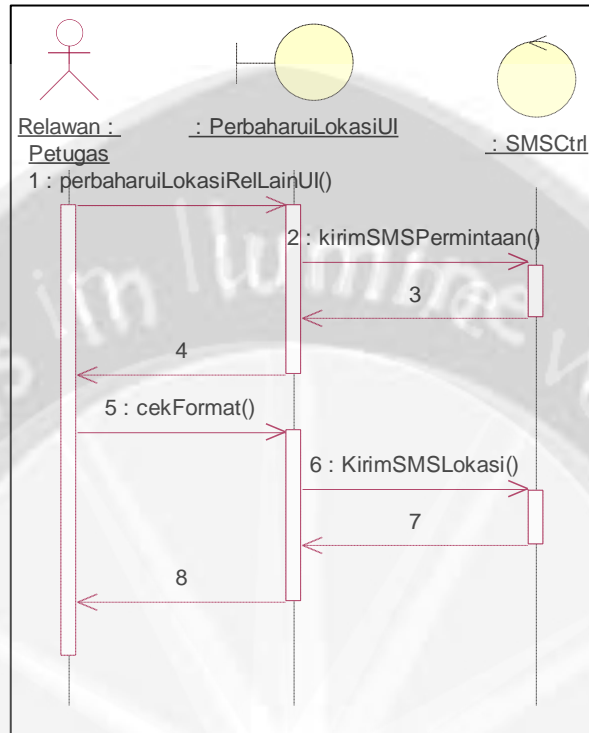 Relawan :
Petugas
: PerbaharuiLokasiUI
: SMSCtrl
1 : perbaharuiLokasiRelLainUI()
2 : kirimSMSPermintaan()
3
4
5 : cekFormat()
6 : KirimSMSLokasi()
7
8